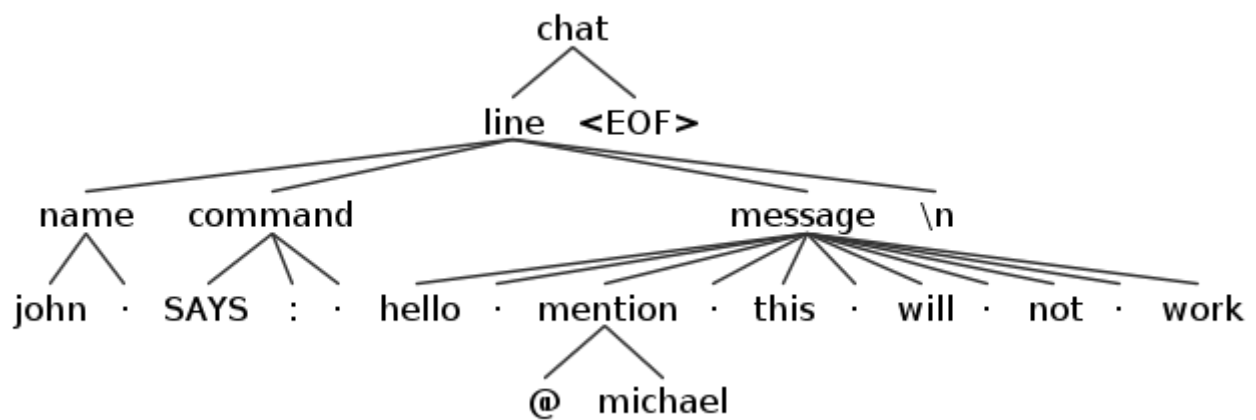 chat
line <EOF>
name command message \n
john · SAYS : · hello · mention · this · will · not · work
@ michael